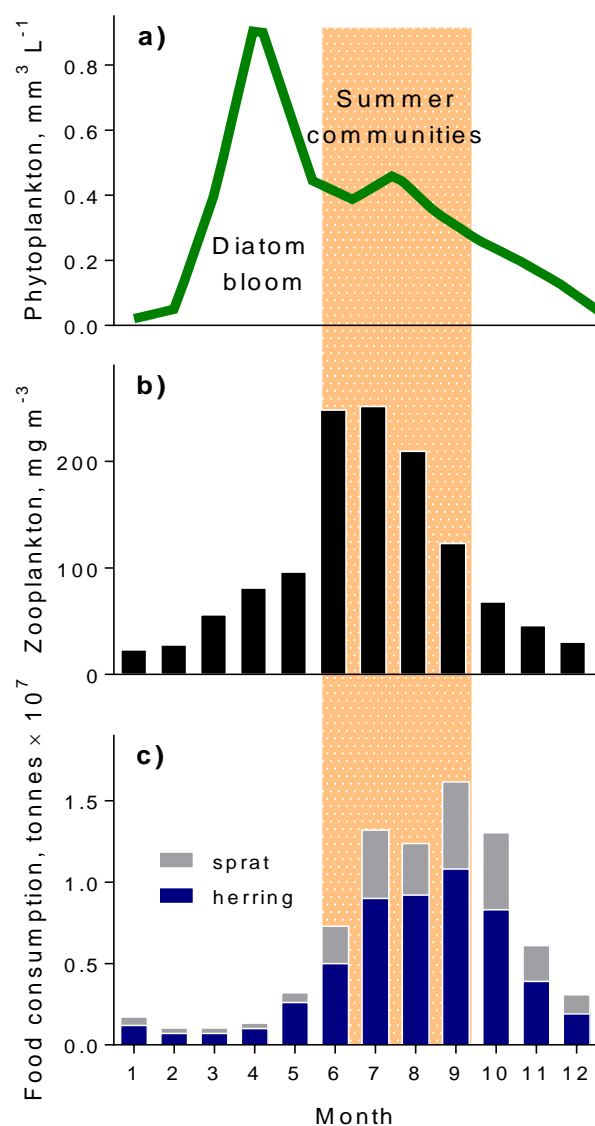 a)
Phytoplankton, mm³ L⁻¹
0.8
0.6
0.4
0.2
0.0
Summer
communities
Diatom
bloom
b)
Zooplankton, mg m⁻³
200
100
0
c)
Food consumption, tonnes × 10⁷
1.5
1.0
0.5
0.0
sprat
herring
1 2 3 4 5 6 7 8 9 10 11 12
Month